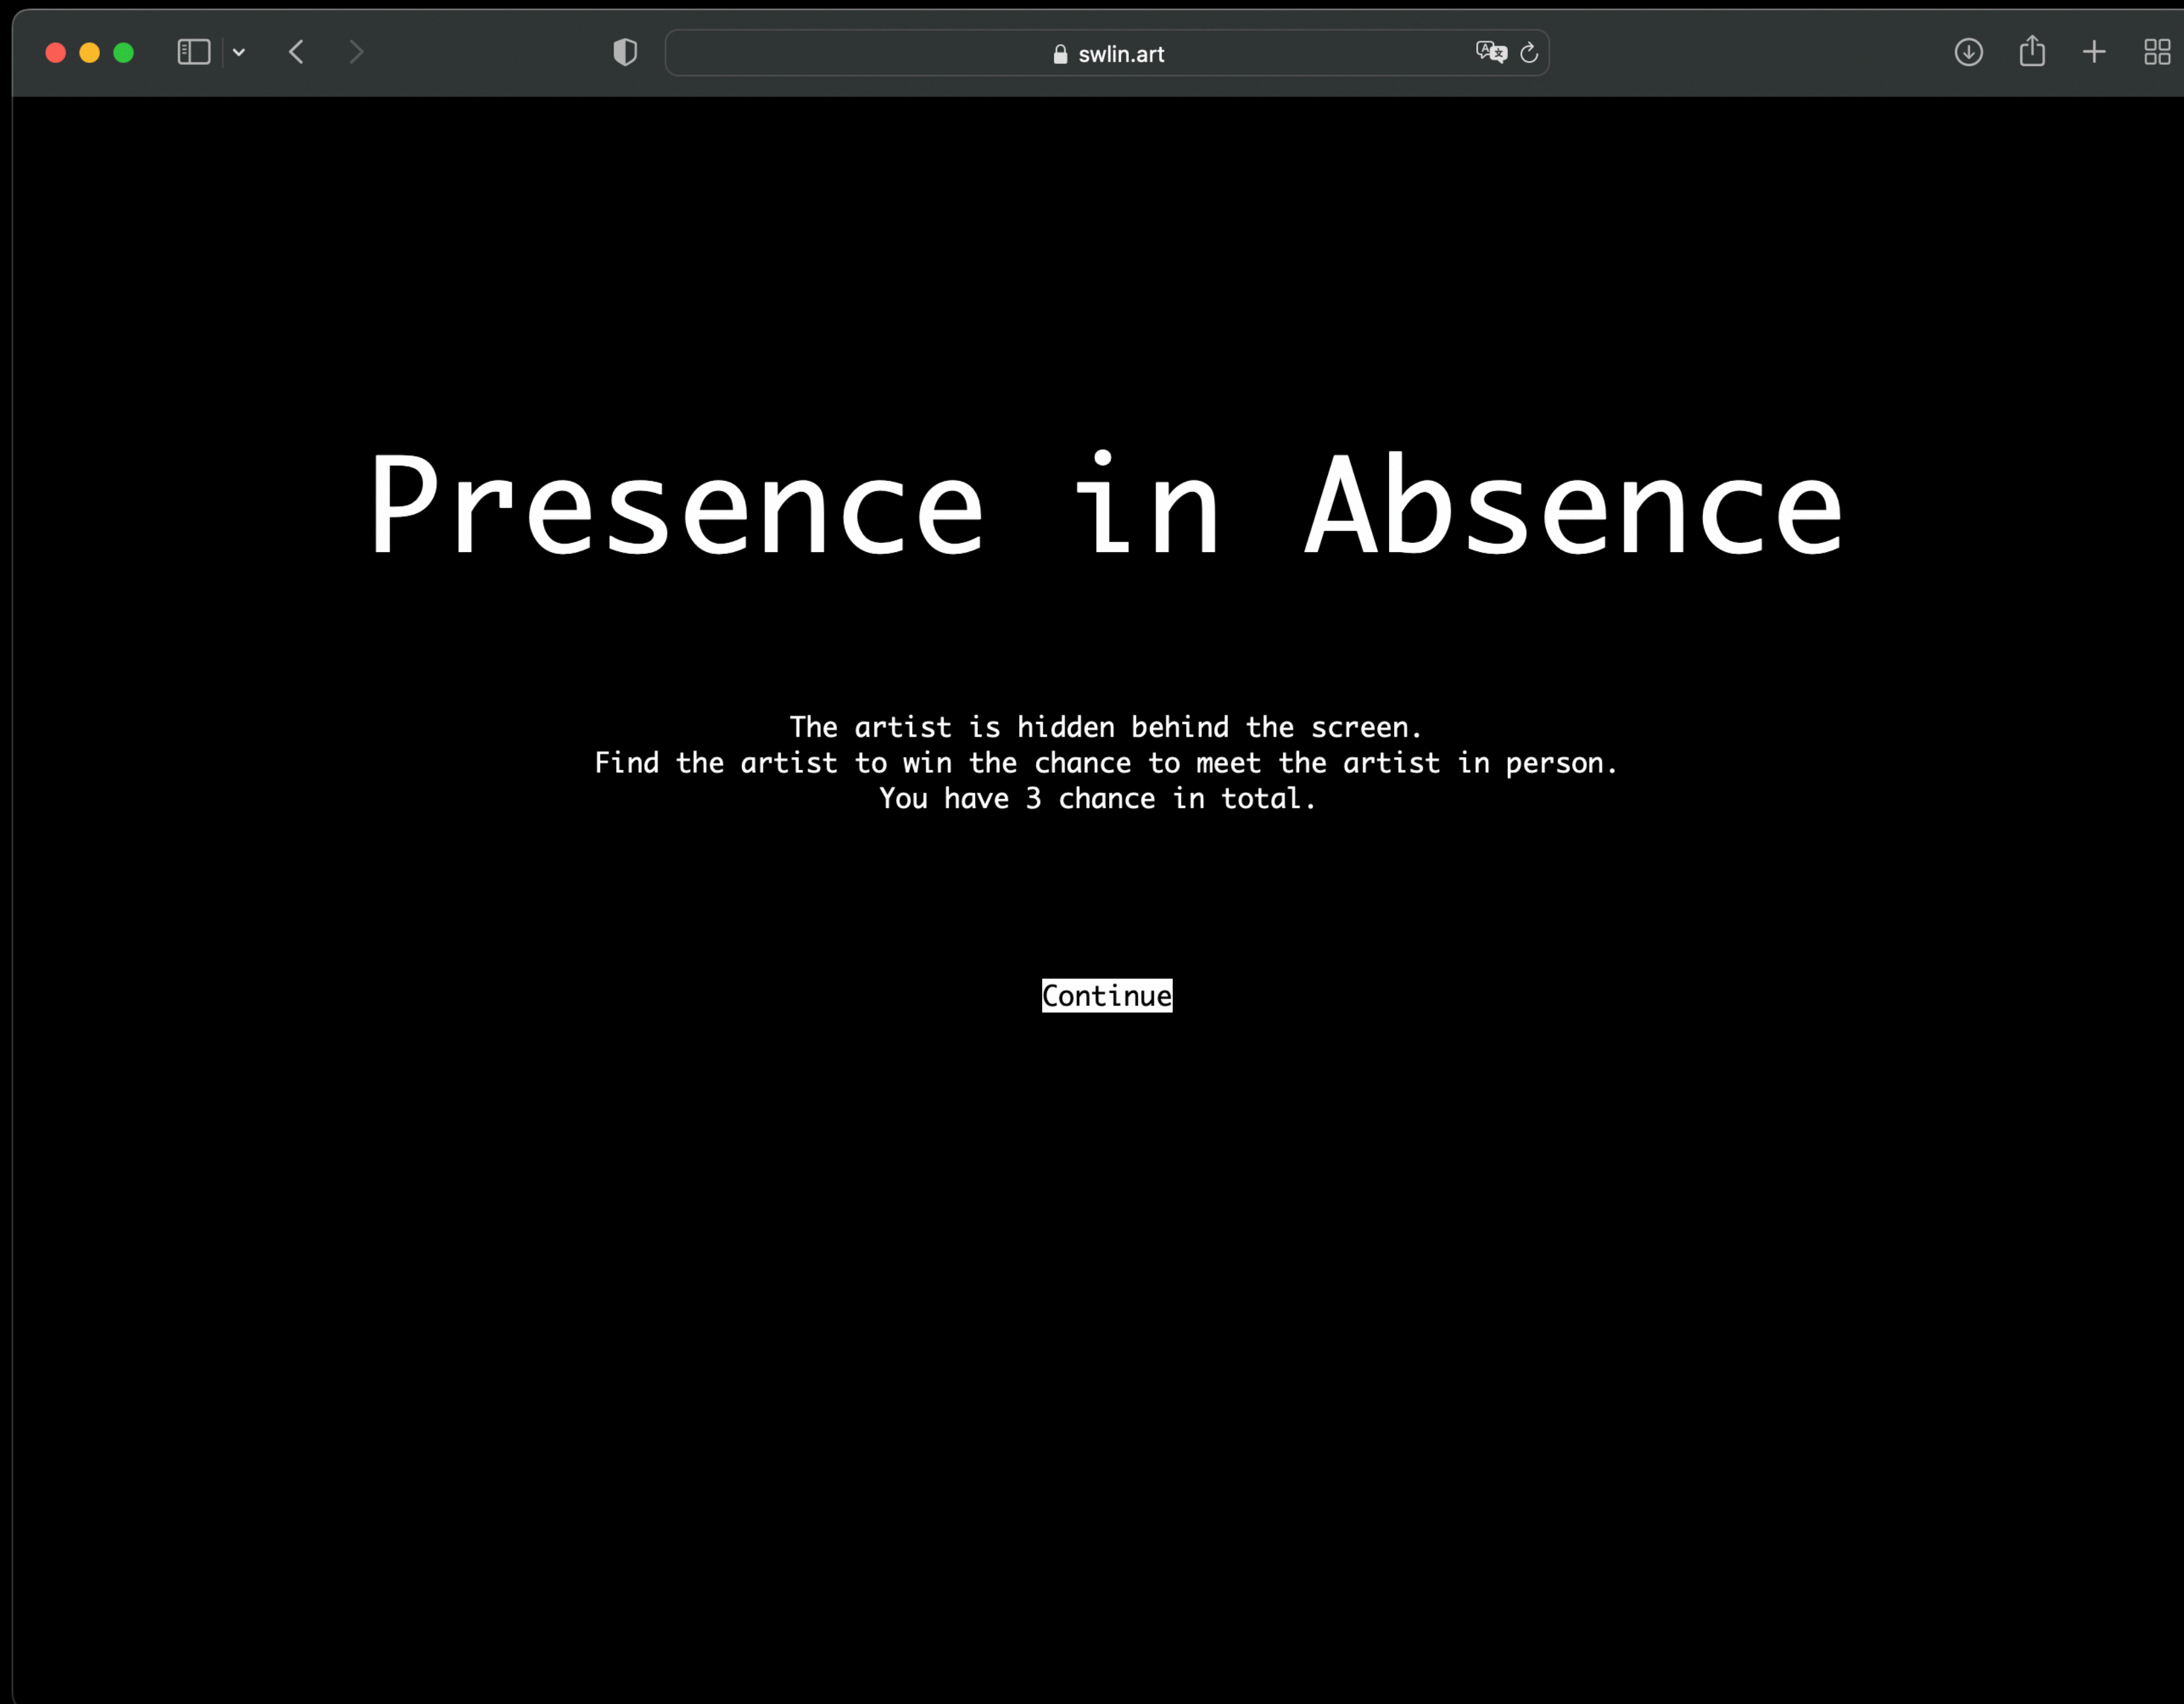 swlin.art
Presence in Absence
The artist is hidden behind the screen.
Find the artist to win the chance to meet the artist in person.
You have 3 chance in total.
Continue